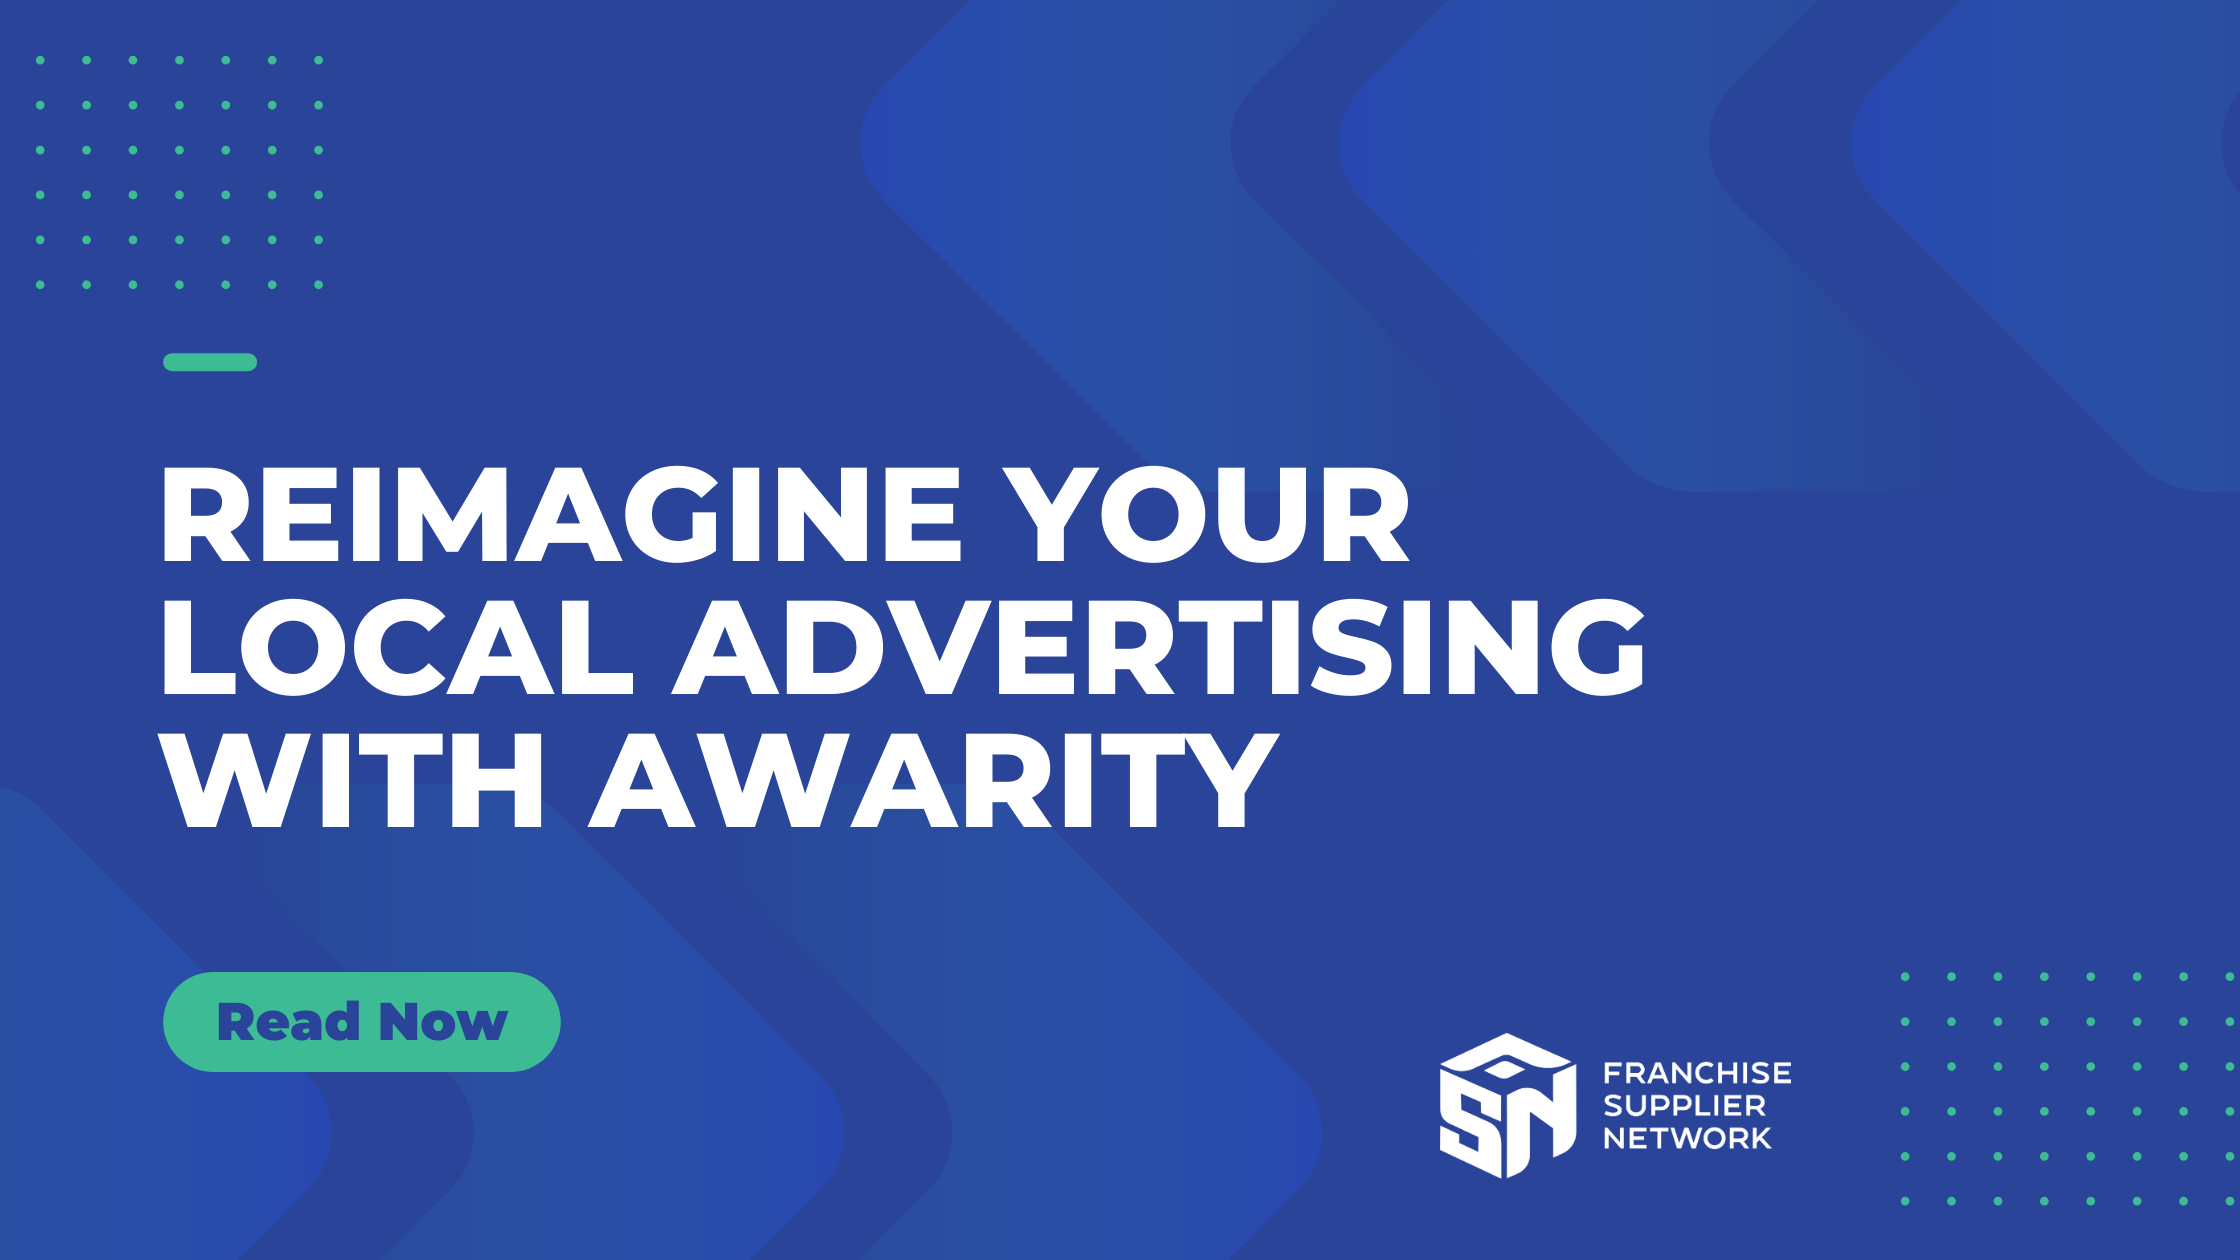 REIMAGINE YOUR
LOCAL ADVERTISING
WITH AWARITY
Read Now
FRANCHISE
SUPPLIER
NETWORK